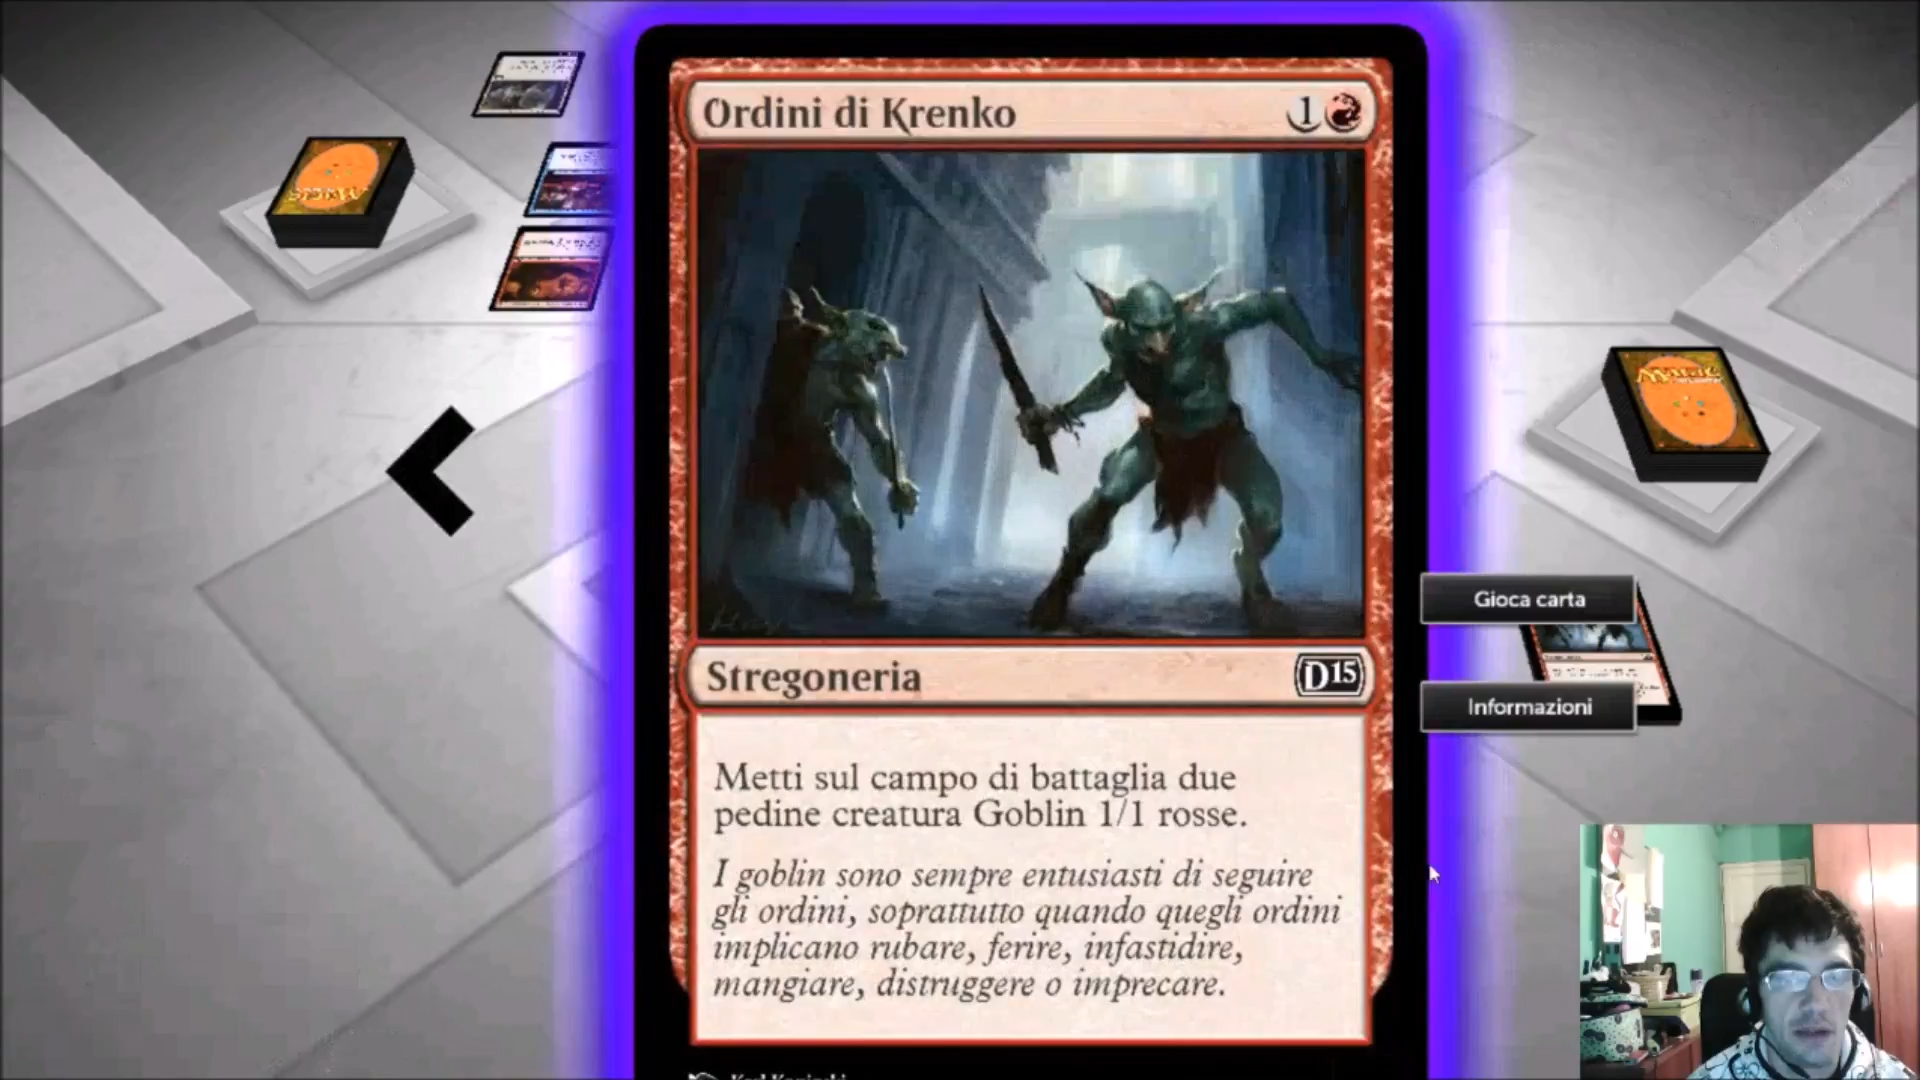 Ordini di Krenko
1
Stregoneria
D15
Metti sul campo di battaglia due
pedine creatura Goblin 1/1 rosse.
I goblin sono sempre entusiasti di seguire
gli ordini, soprattutto quando quegli ordini
implicano rubare, ferire, infastidire,
mangiare, distruggere o imprecare.
Gioca carta
Informazioni
MAGIC